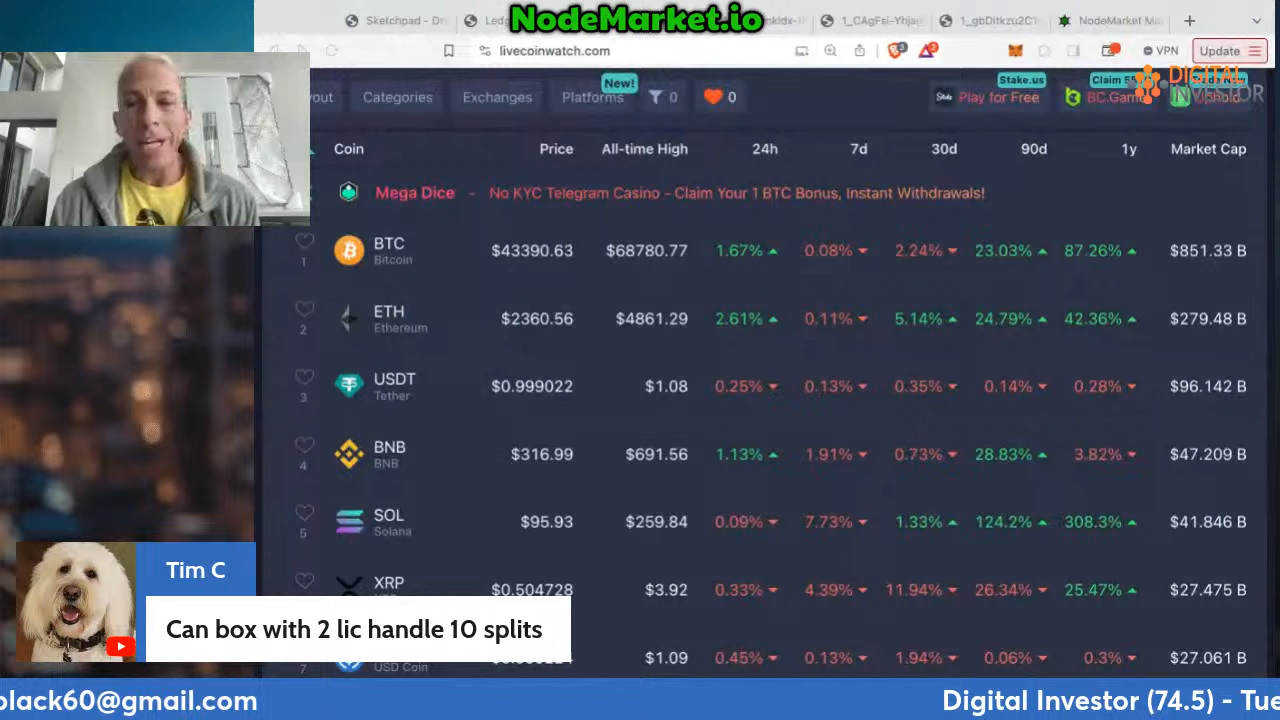 NodeMarket.io
Sketchpad - Dr
Ledg
1_CAgFsi-Yhjag
1_gbDitkzu2C1
NodeMarket Ma
livecoinwatch.com
VPN
Update
New!
Stake.us
Claim
Categories
Exchanges
Platforms
0
0
Play for Free
BC.Game
DIGITAL
INVESTOR
Coin
Price
All-time High
24h
7d
30d
90d
1y
Market Cap
Mega Dice - No KYC Telegram Casino - Claim Your 1 BTC Bonus, Instant Withdrawals!
1 BTC Bitcoin $43390.63 $68780.77 1.67% 0.08% 2.24% 23.03% 87.26% $851.33 B
2 ETH Ethereum $2360.56 $4861.29 2.61% 0.11% 5.14% 24.79% 42.36% $279.48 B
3 USDT Tether $0.999022 $1.08 0.25% 0.13% 0.35% 0.14% 0.28% $96.142 B
4 BNB BNB $316.99 $691.56 1.13% 1.91% 0.73% 28.83% 3.82% $47.209 B
5 SOL Solana $95.93 $259.84 0.09% 7.73% 1.33% 124.2% 308.3% $41.846 B
XRP $0.504728 $3.92 0.33% 4.39% 11.94% 26.34% 25.47% $27.475 B
7 USD Coin $1.09 0.45% 0.13% 1.94% 0.06% 0.3% $27.061 B
Tim C
Can box with 2 lic handle 10 splits
black60@gmail.com
Digital Investor (74.5) - Tue